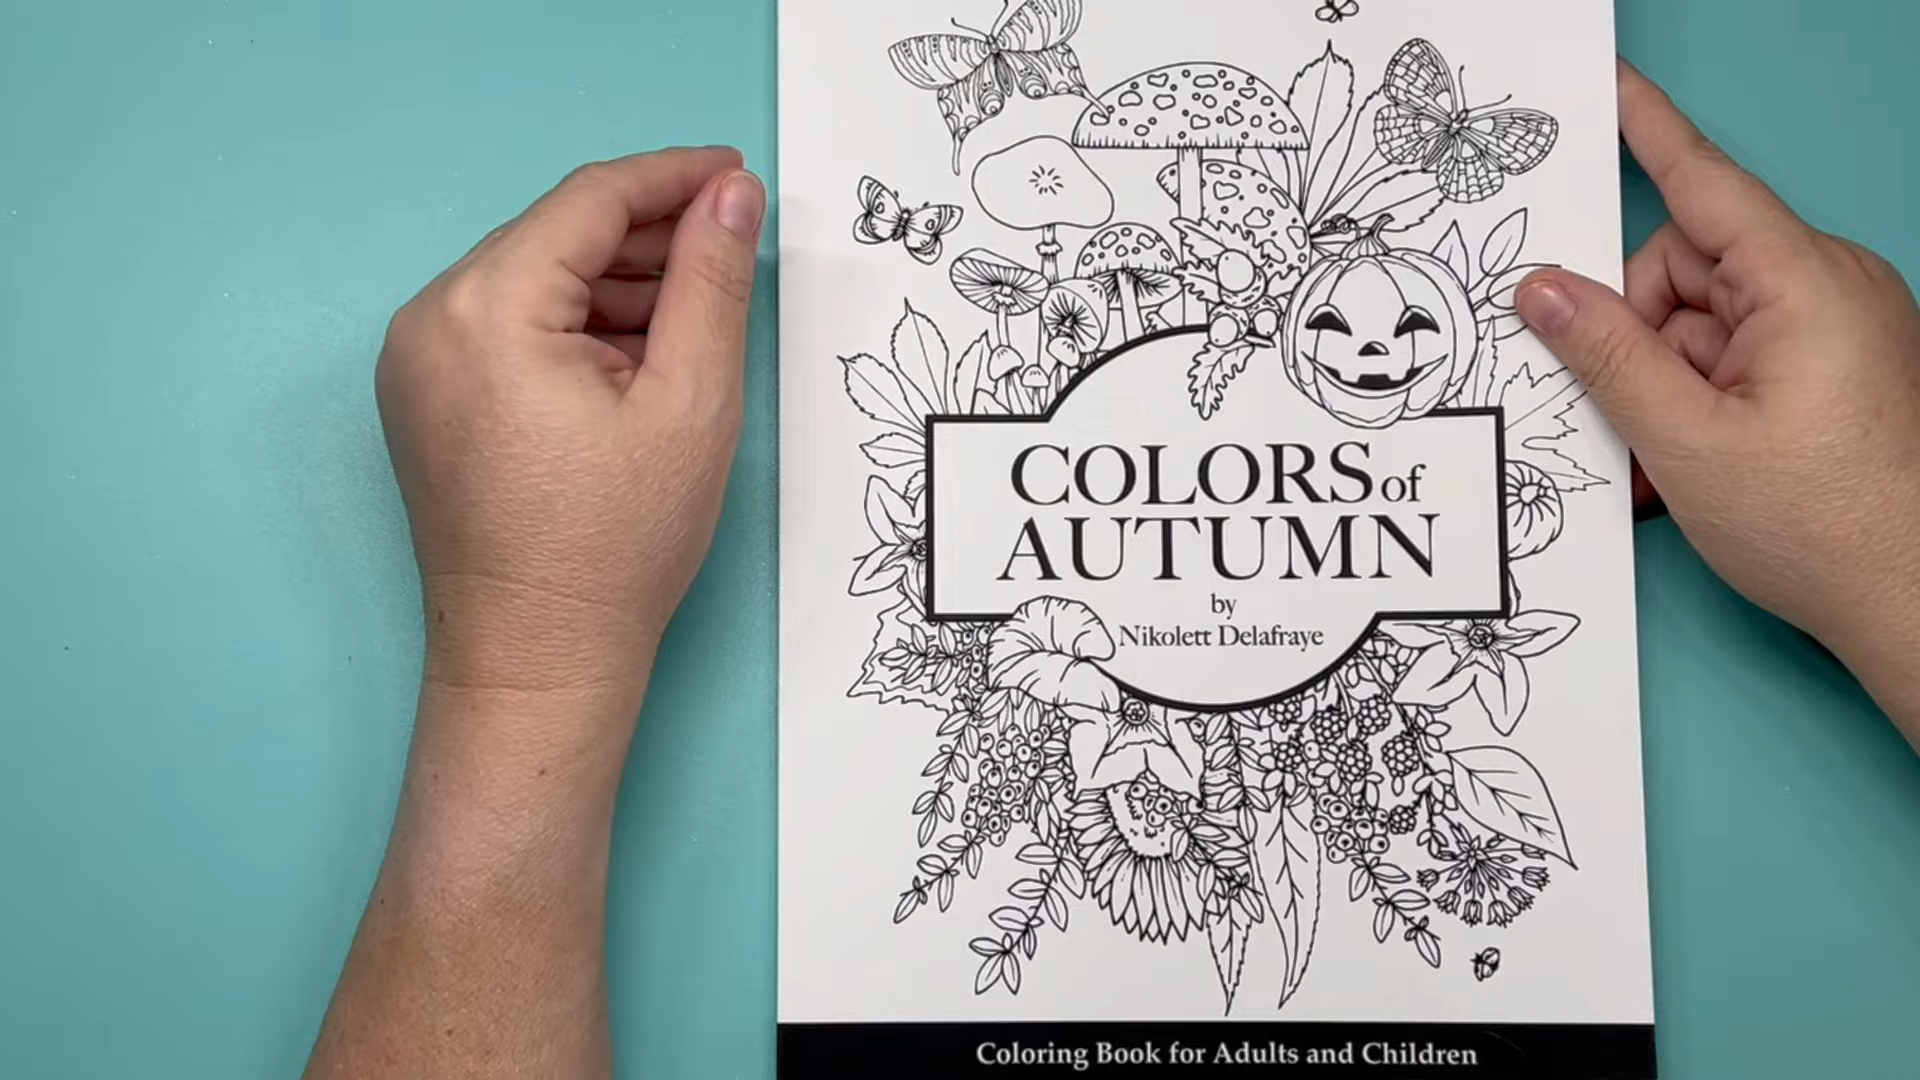 COLORS of
AUTUMN
by
Nikolett Delafraye
Coloring Book for Adults and Children